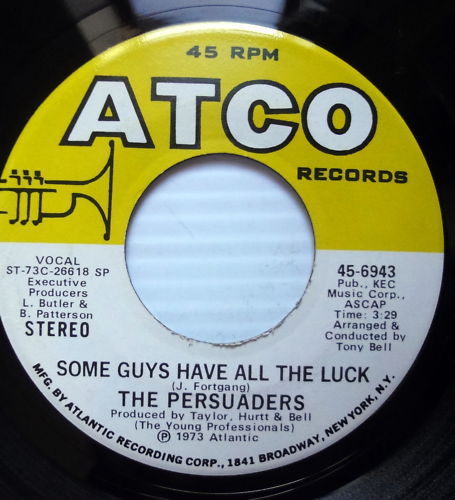 45 RPM
ATCO
RECORDS
VOCAL
ST-73C-26618 SP
Executive
Producers
L. Butler &
B. Patterson
STEREO
45-6943
Pub., KEC
Music Corp.,
ASCAP
Time: 3:29
Arranged &
Conducted by
Tony Bell
SOME GUYS HAVE ALL THE LUCK
(J. Fortgang)
THE PERSUADERS
Produced by Taylor, Hurtt & Bell
(The Young Professionals)
Ⓟ 1973 Atlantic
MFG. BY ATLANTIC RECORDING CORP., 1841 BROADWAY, NEW YORK, N.Y.